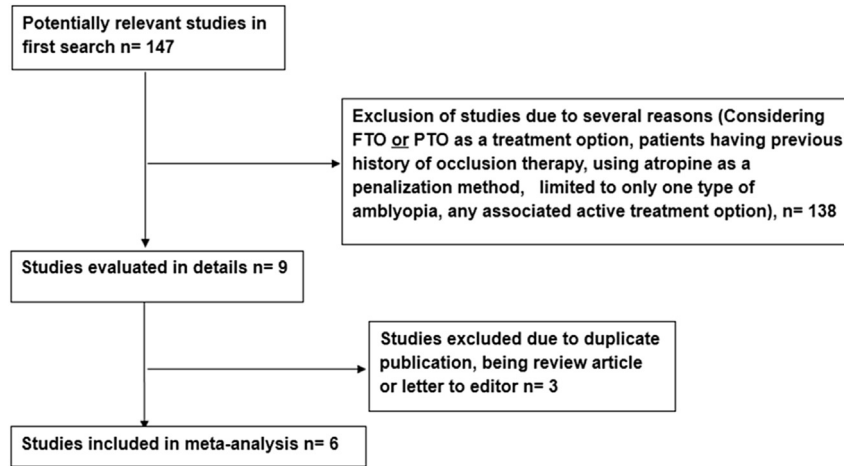 Potentially relevant studies in
first search n= 147
Exclusion of studies due to several reasons (Considering
FTO or PTO as a treatment option, patients having previous
history of occlusion therapy, using atropine as a
penalization method, limited to only one type of
amblyopia, any associated active treatment option), n= 138
Studies evaluated in details n= 9
Studies excluded due to duplicate
publication, being review article
or letter to editor n= 3
Studies included in meta-analysis n= 6